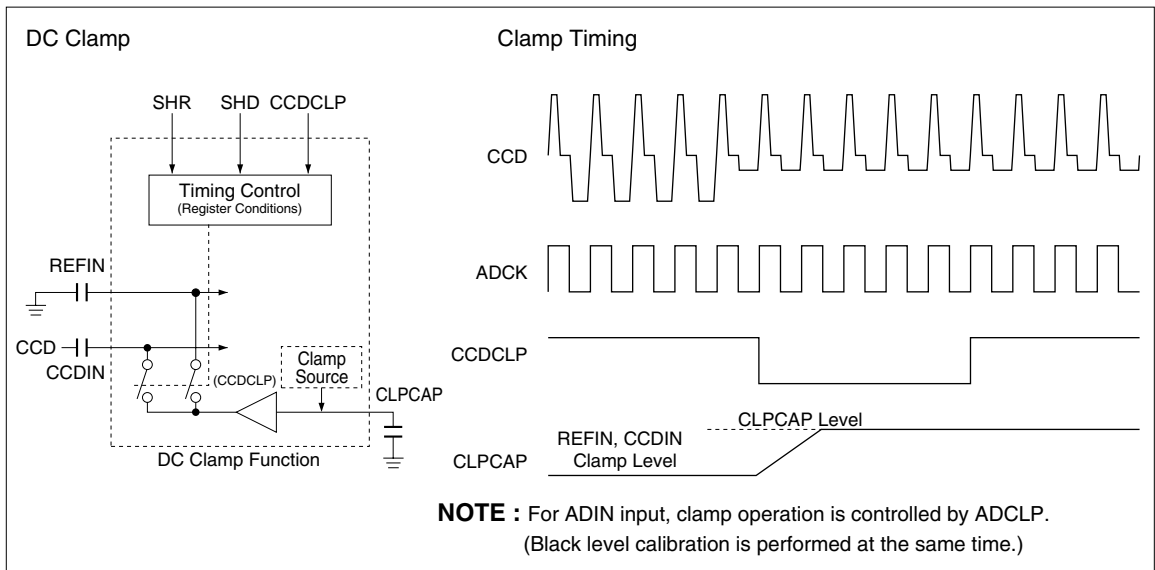 DC Clamp
SHR SHD CCDCLP
Timing Control
(Register Conditions)
REFIN
CCD
CCDIN
(CCDCLP)
Clamp
Source
CLPCAP
DC Clamp Function
Clamp Timing
CCD
ADCK
CCDCLP
CLPCAP Level
REFIN, CCDIN
Clamp Level
CLPCAP
NOTE : For ADIN input, clamp operation is controlled by ADCLP.
(Black level calibration is performed at the same time.)